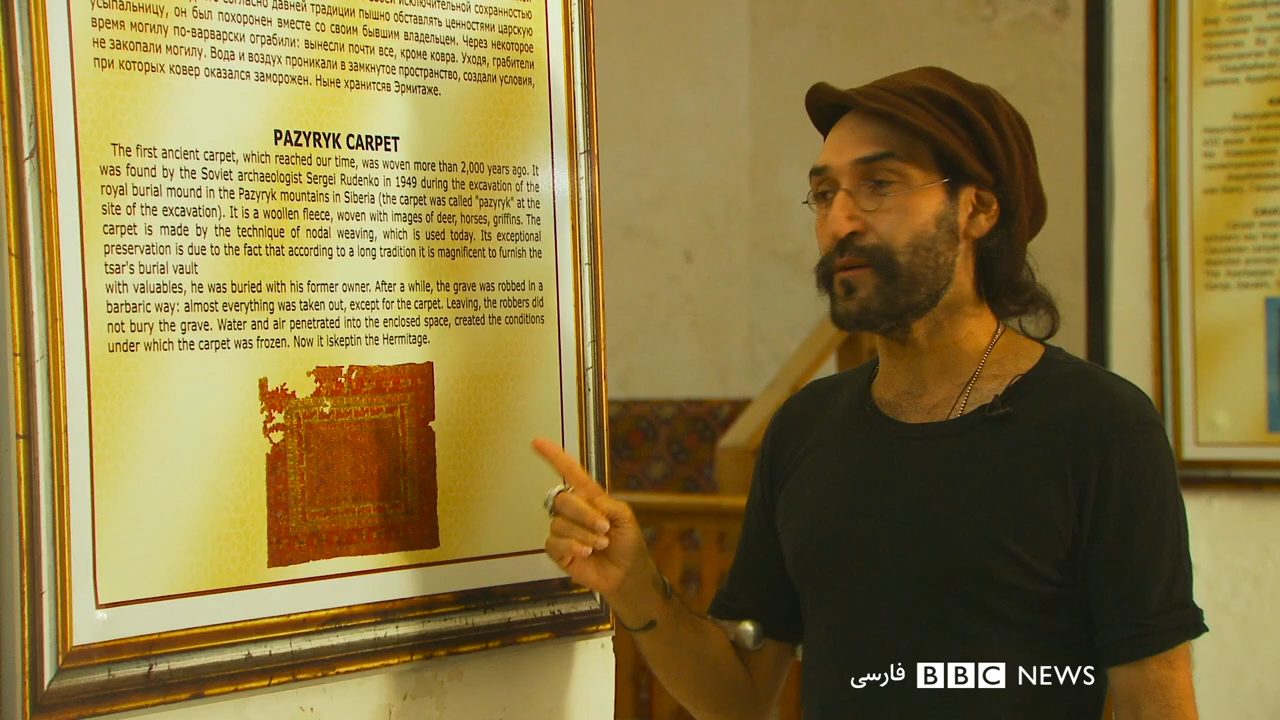 усыпальницу, он был похоронен вместе со своим бывшим владельцем. Через некоторое
время могилу по-варварски ограбили: вынесли почти все, кроме ковра. Уходя, грабители
не закопали могилу. Вода и воздух проникали в замкнутое пространство, создали условия,
при которых ковер оказался заморожен. Ныне хранитсяв Эрмитаже.
PAZYRYK CARPET
The first ancient carpet, which reached our time, was woven more than 2,000 years ago. It
was found by the Soviet archaeologist Sergei Rudenko in 1949 during the excavation of the
royal burial mound in the Pazyryk mountains in Siberia (the carpet was called "pazyryk" at the
site of the excavation). It is a woollen fleece, woven with images of deer, horses, griffins. The
carpet is made by the technique of nodal weaving, which is used today. Its exceptional
preservation is due to the fact that according to a long tradition it is magnificent to furnish the
tsar's burial vault
with valuables, he was buried with his former owner. After a while, the grave was robbed in a
barbaric way: almost everything was taken out, except for the carpet. Leaving, the robbers did
not bury the grave. Water and air penetrated into the enclosed space, created the conditions
under which the carpet was frozen. Now it iskeptin the Hermitage.
فارسی BBC NEWS